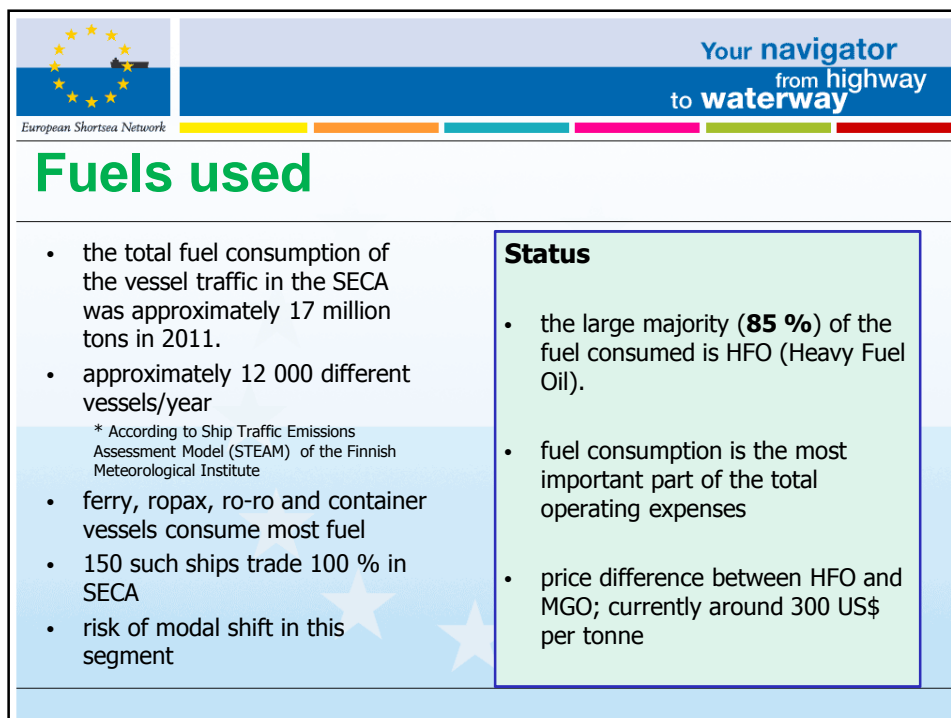 Your navigator
from highway
to waterway
European Shortsea Network
Fuels used
• the total fuel consumption of
the vessel traffic in the SECA
was approximately 17 million
tons in 2011.
• approximately 12 000 different
vessels/year
* According to Ship Traffic Emissions
Assessment Model (STEAM) of the Finnish
Meteorological Institute
• ferry, ropax, ro-ro and container
vessels consume most fuel
• 150 such ships trade 100 % in
SECA
• risk of modal shift in this
segment
Status
• the large majority (85 %) of the
fuel consumed is HFO (Heavy Fuel
Oil).
• fuel consumption is the most
important part of the total
operating expenses
• price difference between HFO and
MGO; currently around 300 US$
per tonne